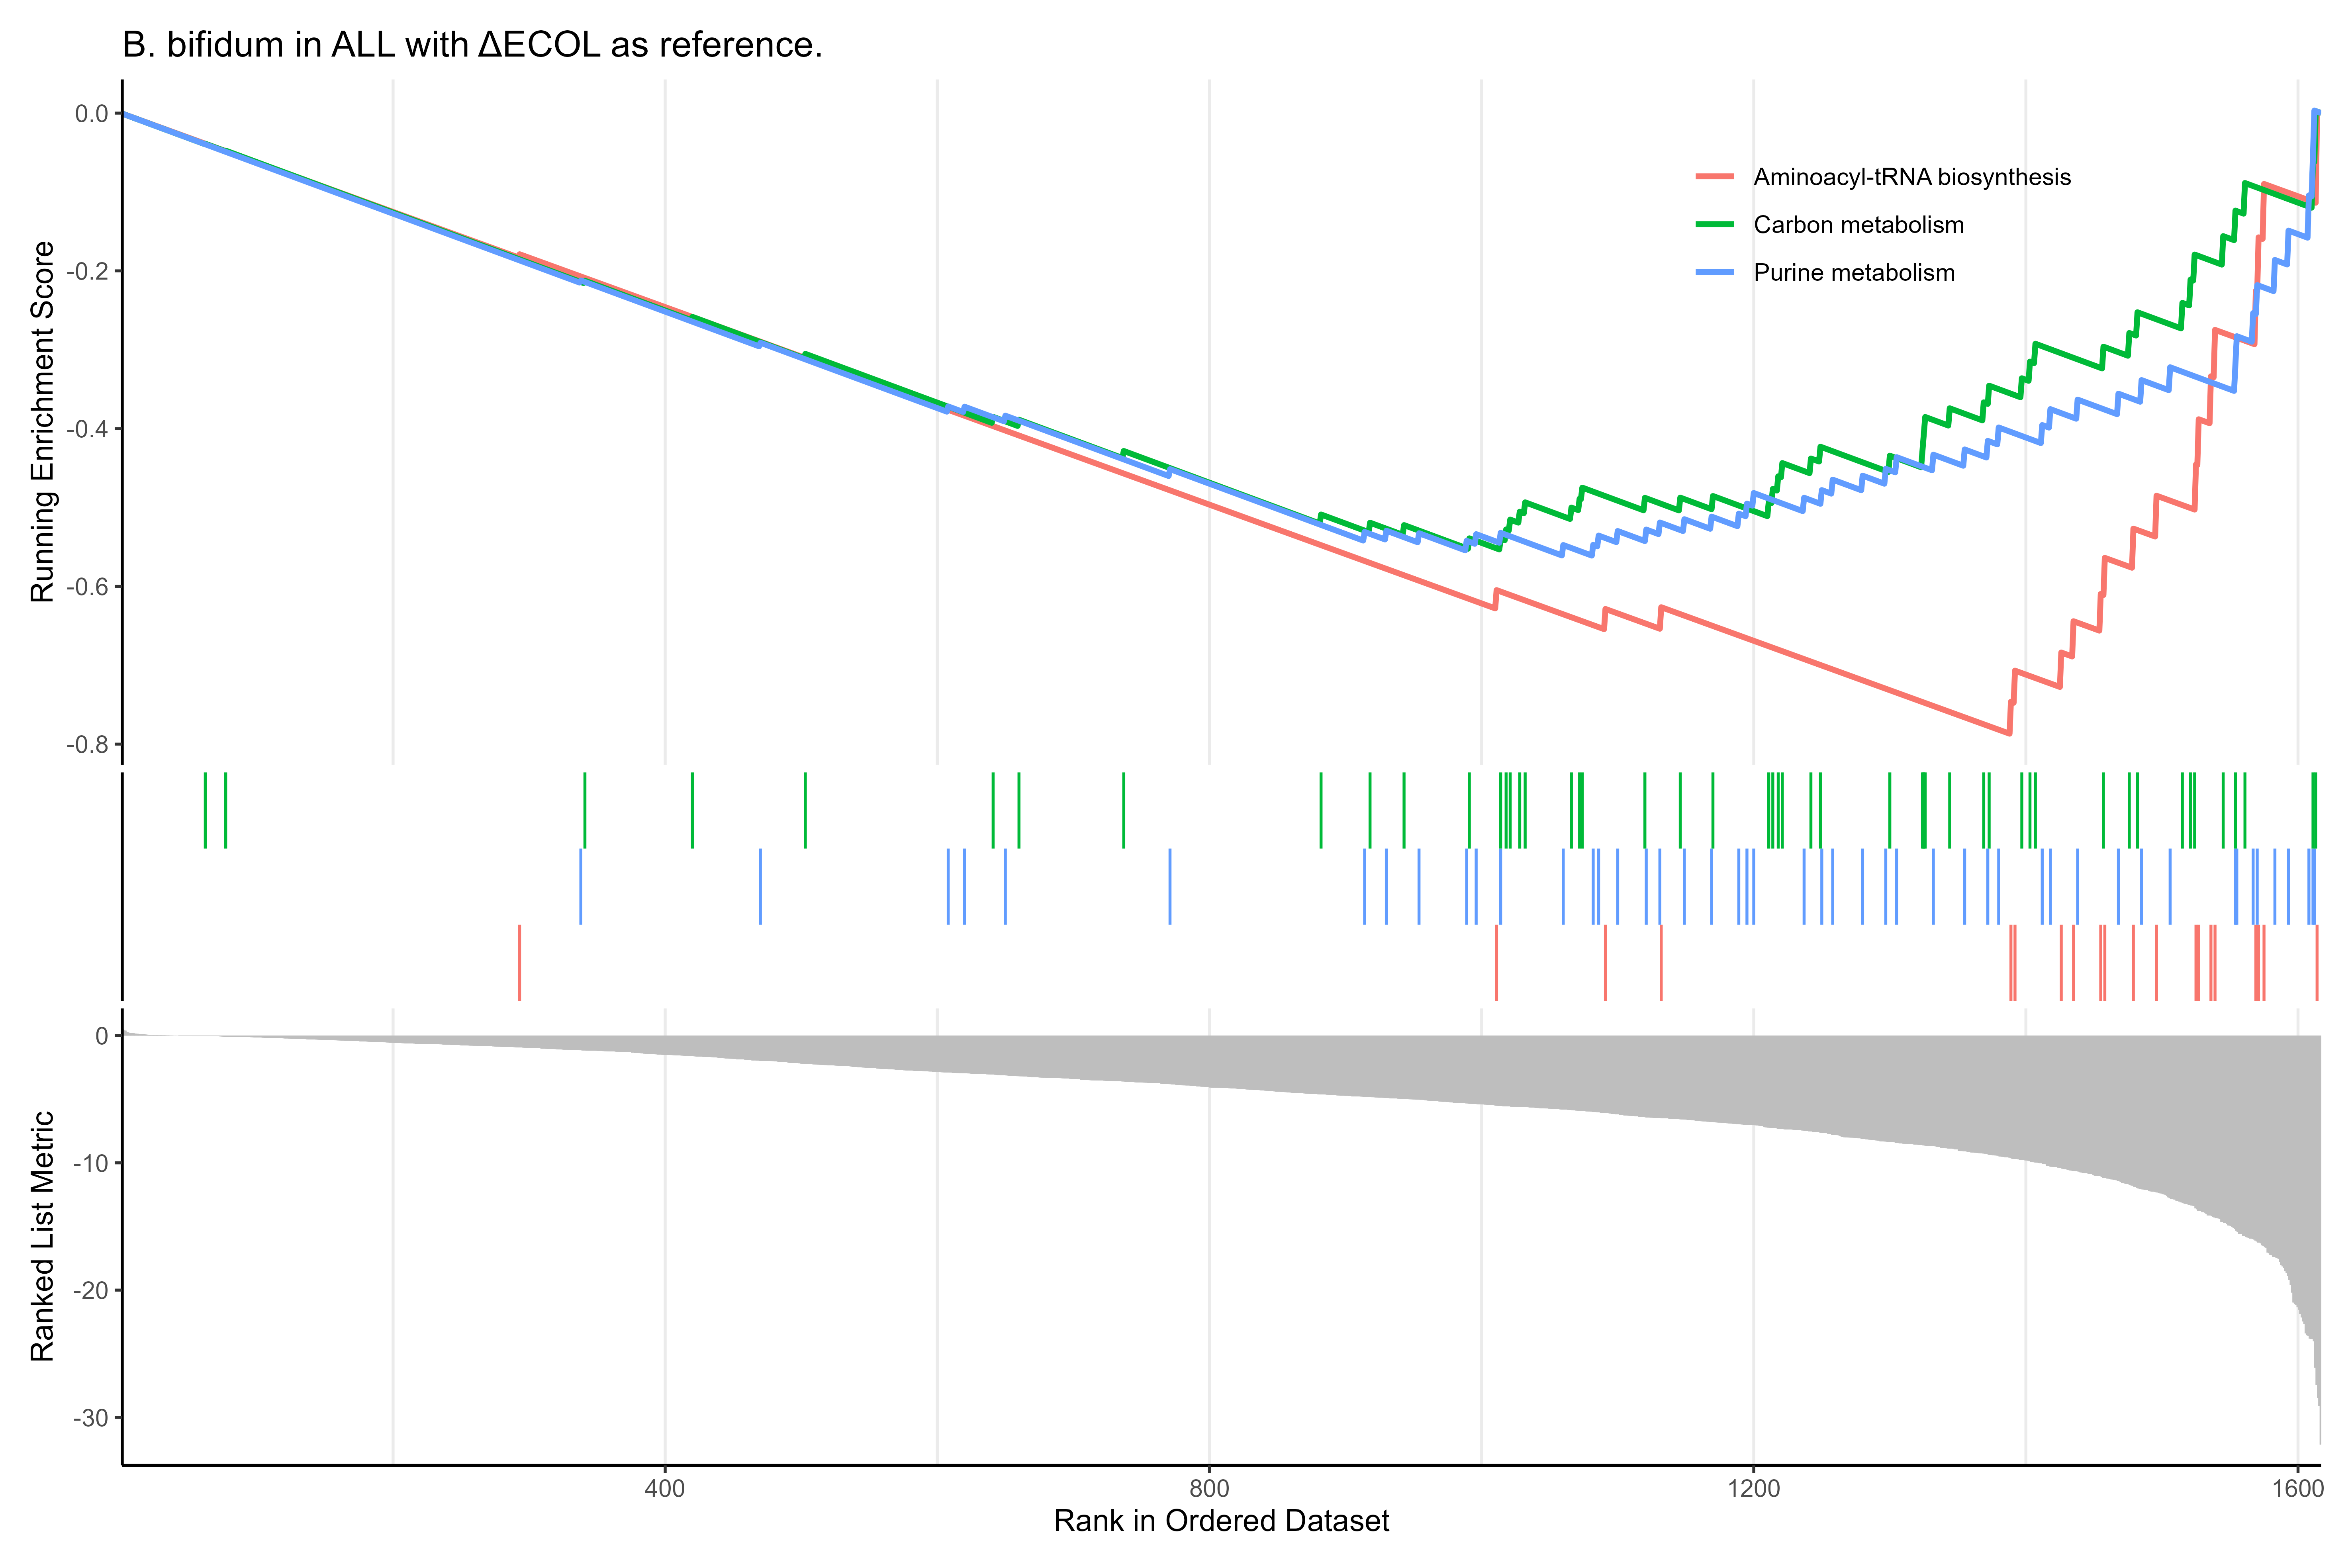 B. bifidum in ALL with ΔECOL as reference.
Running Enrichment Score
0.0
-0.2
-0.4
-0.6
-0.8
Aminoacyl-tRNA biosynthesis
Carbon metabolism
Purine metabolism
Ranked List Metric
0
-10
-20
-30
400 800 1200 1600
Rank in Ordered Dataset